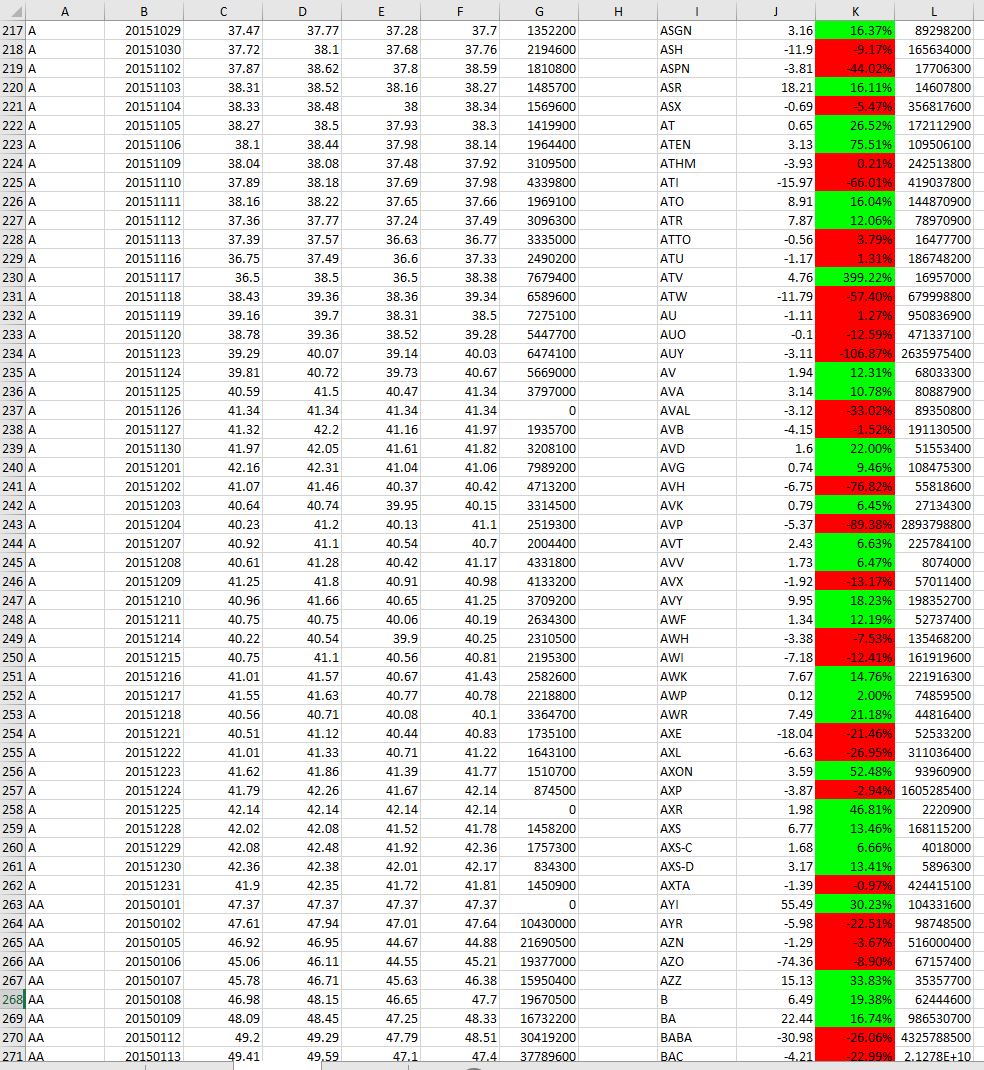 A B C D E F G H I J K L
217 A 20151029 37.47 37.77 37.28 37.7 1352200 ASGN 3.16 16.37% 89298200
218 A 20151030 37.72 38.1 37.68 37.76 2194600 ASH -11.9 -9.17% 165634000
219 A 20151102 37.87 38.62 37.8 38.59 1810800 ASPN -3.81 -44.02% 17706300
220 A 20151103 38.31 38.52 38.16 38.27 1485700 ASR 18.21 16.11% 14607800
221 A 20151104 38.33 38.48 38 38.34 1569600 ASX -0.69 -5.47% 356817600
222 A 20151105 38.27 38.5 37.93 38.3 1419900 AT 0.65 26.52% 172112900
223 A 20151106 38.1 38.44 37.98 38.14 1964400 ATEN 3.13 75.51% 109506100
224 A 20151109 38.04 38.08 37.48 37.92 3109500 ATHM -3.93 0.21% 242513800
225 A 20151110 37.89 38.18 37.69 37.98 4339800 ATI -15.97 -66.01% 419037800
226 A 20151111 38.16 38.22 37.65 37.66 1969100 ATO 8.91 16.04% 144870900
227 A 20151112 37.36 37.77 37.24 37.49 3096300 ATR 7.87 12.06% 78970900
228 A 20151113 37.39 37.57 36.63 36.77 3335000 ATTO -0.56 3.79% 16477700
229 A 20151116 36.75 37.49 36.6 37.33 2490200 ATU -1.17 1.31% 186748200
230 A 20151117 36.5 38.5 36.5 38.38 7679400 ATV 4.76 399.22% 16957000
231 A 20151118 38.43 39.36 38.36 39.34 6589600 ATW -11.79 -57.40% 679998800
232 A 20151119 39.16 39.7 38.31 38.5 7275100 AU -1.11 1.27% 950836900
233 A 20151120 38.78 39.36 38.52 39.28 5447700 AUO -0.1 -12.59% 471337100
234 A 20151123 39.29 40.07 39.14 40.03 6474100 AUY -3.11 -106.87% 2635975400
235 A 20151124 39.81 40.72 39.73 40.67 5669000 AV 1.94 12.31% 68033300
236 A 20151125 40.59 41.5 40.47 41.34 3797000 AVA 3.14 10.78% 80887900
237 A 20151126 41.34 41.34 41.34 41.34 0 AVAL -3.12 -33.02% 89350800
238 A 20151127 41.32 42.2 41.16 41.97 1935700 AVB -4.15 -1.52% 191130500
239 A 20151130 41.97 42.05 41.61 41.82 3208100 AVD 1.6 22.00% 51553400
240 A 20151201 42.16 42.31 41.04 41.06 7989200 AVG 0.74 9.46% 108475300
241 A 20151202 41.07 41.46 40.37 40.42 4713200 AVH -6.75 -76.82% 55818600
242 A 20151203 40.64 40.74 39.95 40.15 3314500 AVK 0.79 6.45% 27134300
243 A 20151204 40.23 41.2 40.13 41.1 2519300 AVP -5.37 -89.38% 2893798800
244 A 20151207 40.92 41.1 40.54 40.7 2004400 AVT 2.43 6.63% 225784100
245 A 20151208 40.61 41.28 40.42 41.17 4331800 AVV 1.73 6.47% 8074000
246 A 20151209 41.25 41.8 40.91 40.98 4133200 AVX -1.92 -13.17% 57011400
247 A 20151210 40.96 41.66 40.65 41.25 3709200 AVY 9.95 18.23% 198352700
248 A 20151211 40.75 40.75 40.06 40.19 2634300 AWF 1.34 12.19% 52737400
249 A 20151214 40.22 40.54 39.9 40.25 2310500 AWH -3.38 -7.53% 135468200
250 A 20151215 40.75 41.1 40.56 40.81 2195300 AWI -7.18 -12.41% 161919600
251 A 20151216 41.01 41.57 40.67 41.43 2582600 AWK 7.67 14.76% 221916300
252 A 20151217 41.55 41.63 40.77 40.78 2218800 AWP 0.12 2.00% 74859500
253 A 20151218 40.56 40.71 40.08 40.1 3364700 AWR 7.49 21.18% 44816400
254 A 20151221 40.51 41.12 40.44 40.83 1735100 AXE -18.04 -21.46% 52533200
255 A 20151222 41.01 41.33 40.71 41.22 1643100 AXL -6.63 -26.95% 311036400
256 A 20151223 41.62 41.86 41.39 41.77 1510700 AXON 3.59 52.48% 93960900
257 A 20151224 41.79 42.26 41.67 42.14 874500 AXP -3.87 -2.94% 1605285400
258 A 20151225 42.14 42.14 42.14 42.14 0 AXR 1.98 46.81% 2220900
259 A 20151228 42.02 42.08 41.52 41.78 1458200 AXS 6.77 13.46% 168115200
260 A 20151229 42.08 42.48 41.92 42.36 1757300 AXS-C 1.68 6.66% 4018000
261 A 20151230 42.36 42.38 42.01 42.17 834300 AXS-D 3.17 13.41% 5896300
262 A 20151231 41.9 42.35 41.72 41.81 1450900 AXTA -1.39 -0.97% 424415100
263 AA 20150101 47.37 47.37 47.37 47.37 0 AYI 55.49 30.23% 104331600
264 AA 20150102 47.61 47.94 47.01 47.64 10430000 AYR -5.98 -22.51% 98748500
265 AA 20150105 46.92 46.95 44.67 44.88 21690500 AZN -1.29 -3.67% 516000400
266 AA 20150106 45.06 46.11 44.55 45.21 19377000 AZO -74.36 -8.90% 67157400
267 AA 20150107 45.78 46.71 45.63 46.38 15950400 AZZ 15.13 33.83% 35357700
268 AA 20150108 46.98 48.15 46.65 47.7 19670500 B 6.49 19.38% 62444600
269 AA 20150109 48.09 48.45 47.25 48.33 16732200 BA 22.44 16.74% 986530700
270 AA 20150112 49.2 49.29 47.79 48.51 30419200 BABA -30.98 -26.06% 4325788500
271 AA 20150113 49.41 49.59 47.1 47.4 37789600 BAC -4.21 -22.99% 2.1278E+10